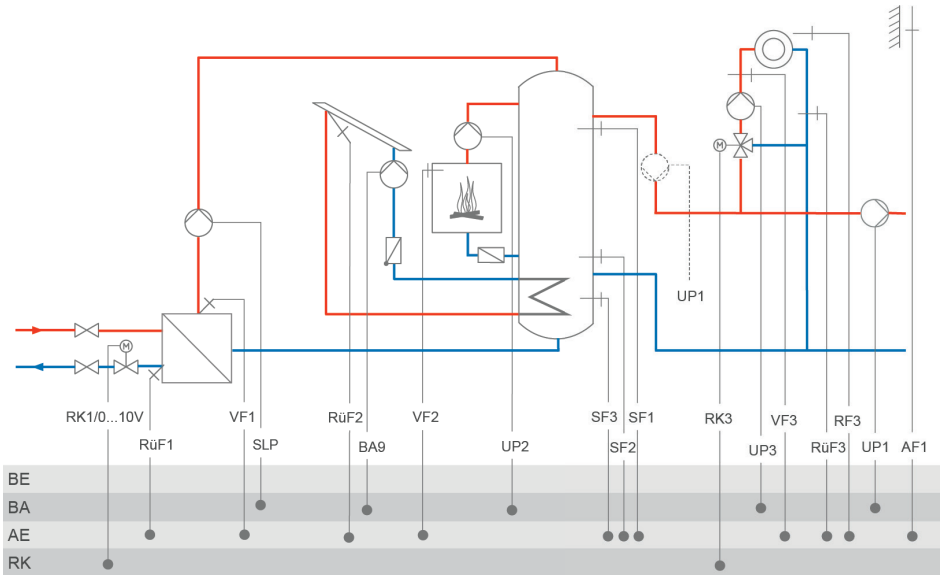 M
UP1
M
RK1/0...10V
VF1
RüF2
VF2
SF3
SF1
RK3
VF3
RF3
RüF1
SLP
BA9
UP2
SF2
UP3
RüF3
UP1
AF1
BE
BA
AE
RK